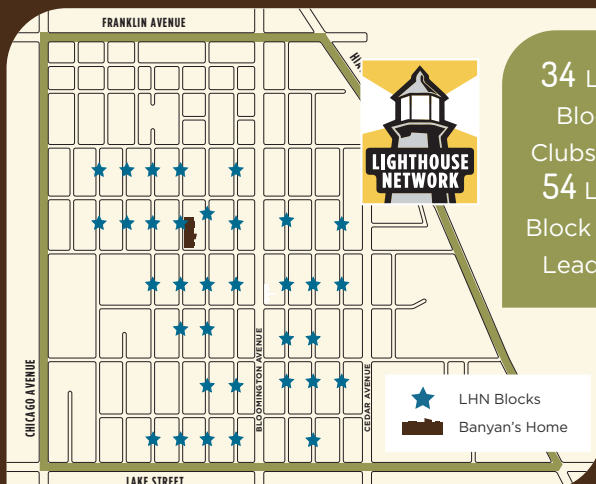 FRANKLIN AVENUE
LIGHTHOUSE
NETWORK
34 L
Bloc
Clubs
54 L
Block
Lead
CHICAGO AVENUE
BLOOMINGTON AVENUE
CEDAR AVENUE
LHN Blocks
Banyan's Home
LAKE STREET